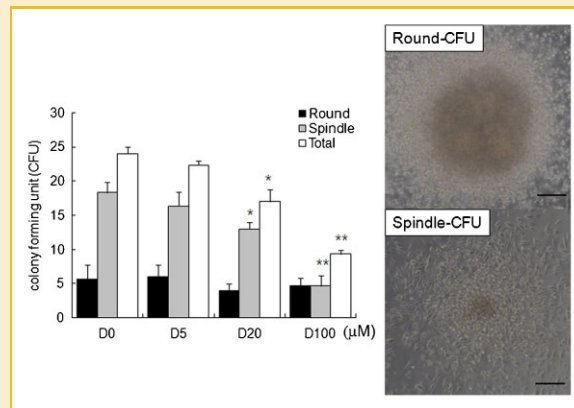 Round-CFU
Round
Spindle
Total
colony forming unit (CFU)
30
25
20
15
10
5
0
*
*
**
**
D0 D5 D20 D100 (μM)
Spindle-CFU